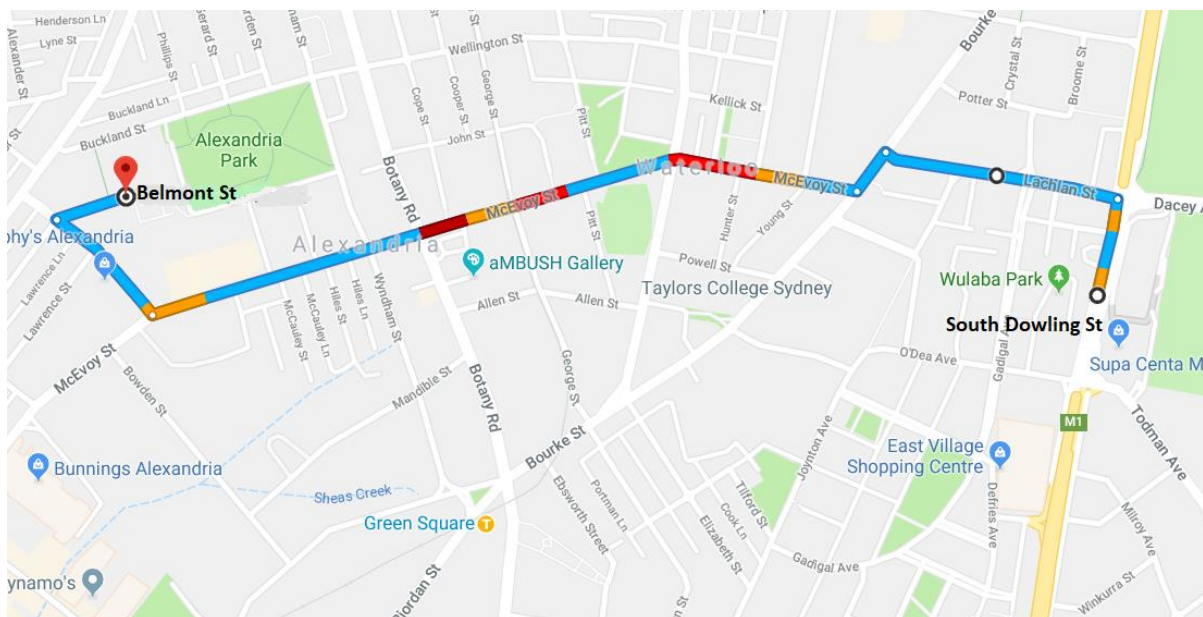 Henderson Ln
Lyne St
Alexander St
Gerard St
arden St
Phillips St
Buckland Ln
Buckland St
Alexandria
Park
Belmont St
phy's Alexandria
Lawrence Ln
Lawrence St
McEvoy St
Bowden St
Bunnings Alexandria
Dynamo's
Sheas Creek
McCauley St
McCauley Ln
Hiles St
Hiles Ln
Wyndham St
Mandible St
Alexandria
Botany Rd
Botany Rd
Cope St
Cooper St
George St
John St
Wellington St
Pitt St
McEvoy St
aMBUSH Gallery
Allen St
Allen St
Pitt St
George St
Green Square
T
Riordan St
Bourke St
Ebsworth Street
Portman Ln
Elizabeth St
Cook Ln
Tilford St
Joynton Ave
Gadigal Ave
Waterloo
Kellick St
Hunter St
Young St
McEvoy St
Powell St
Taylors College Sydney
Bourke St
Crystal St
Broome St
Potter St
Lachlan St
Dacey A
Wulaba Park
South Dowling St
Supa Centa M
O'Dea Ave
Gadigal Ave
M1
Todman Ave
East Village
Shopping Centre
Defries Ave
Milroy Ave
Winkurra St